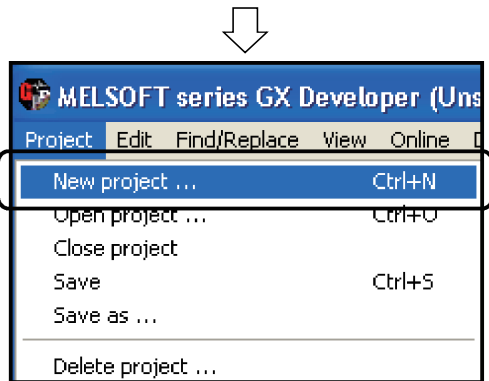 MELSOFT series GX Developer (Uns
Project Edit Find/Replace View Online
New project ... Ctrl+N
Open project ... Ctrl+O
Close project
Save Ctrl+S
Save as ...
Delete project ...